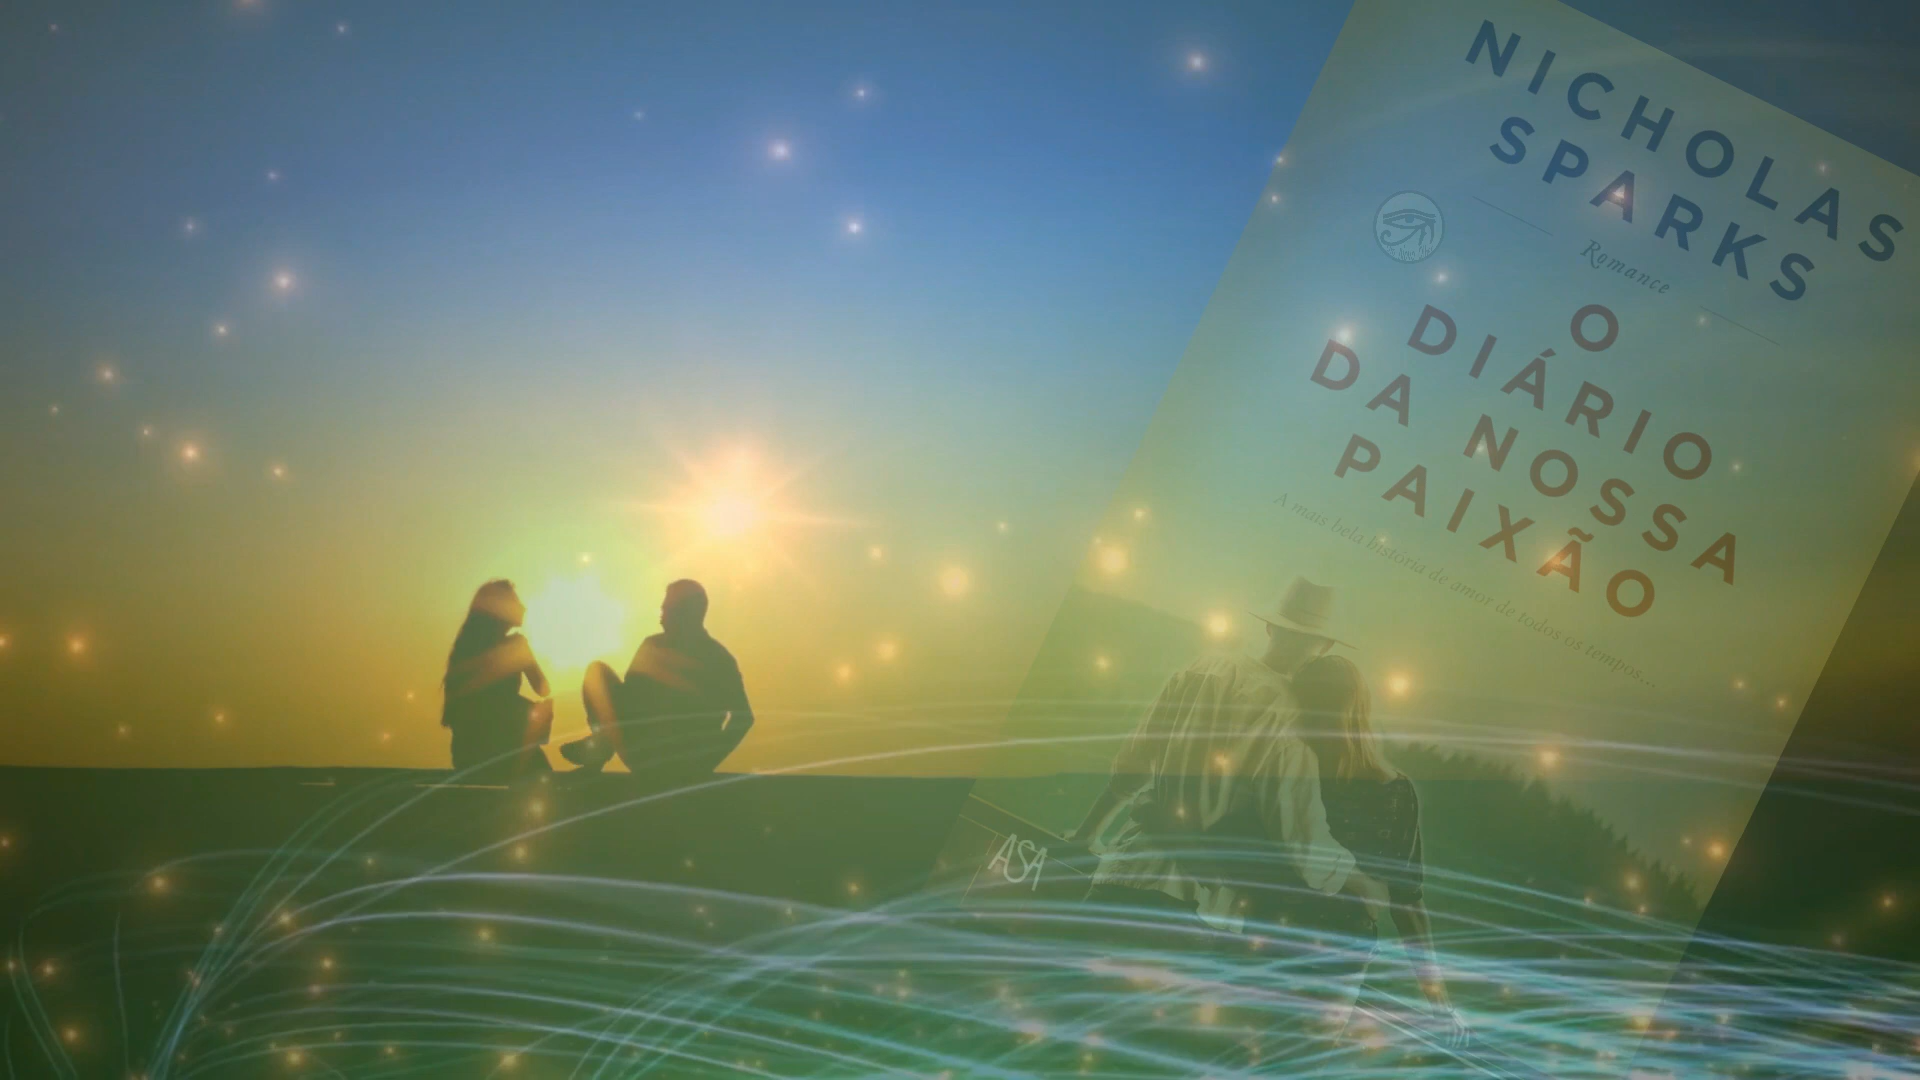 NICHOLAS
SPARKS
Romance
O
DIÁRIO
DA NOSSA
PAIXÃO
A mais bela história de amor de todos os tempos...
ASA